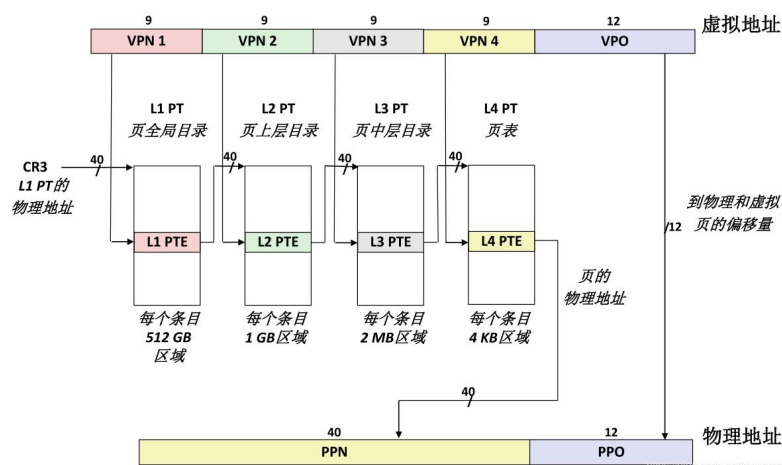 9 9 9 9 12
虚拟地址
VPN 1 VPN 2 VPN 3 VPN 4 VPO
L1 PT L2 PT L3 PT L4 PT
页全局目录 页上层目录 页中层目录 页表
CR3
L1 PT的
物理地址
40 40 40 40
L1 PTE L2 PTE L3 PTE L4 PTE
到物理和虚拟
页的偏移量
/12
页的
物理地址
每个条目 每个条目 每个条目 每个条目
512 GB 1 GB区域 2 MB区域 4 KB区域
区域
40
40 12
物理地址
PPN PPO